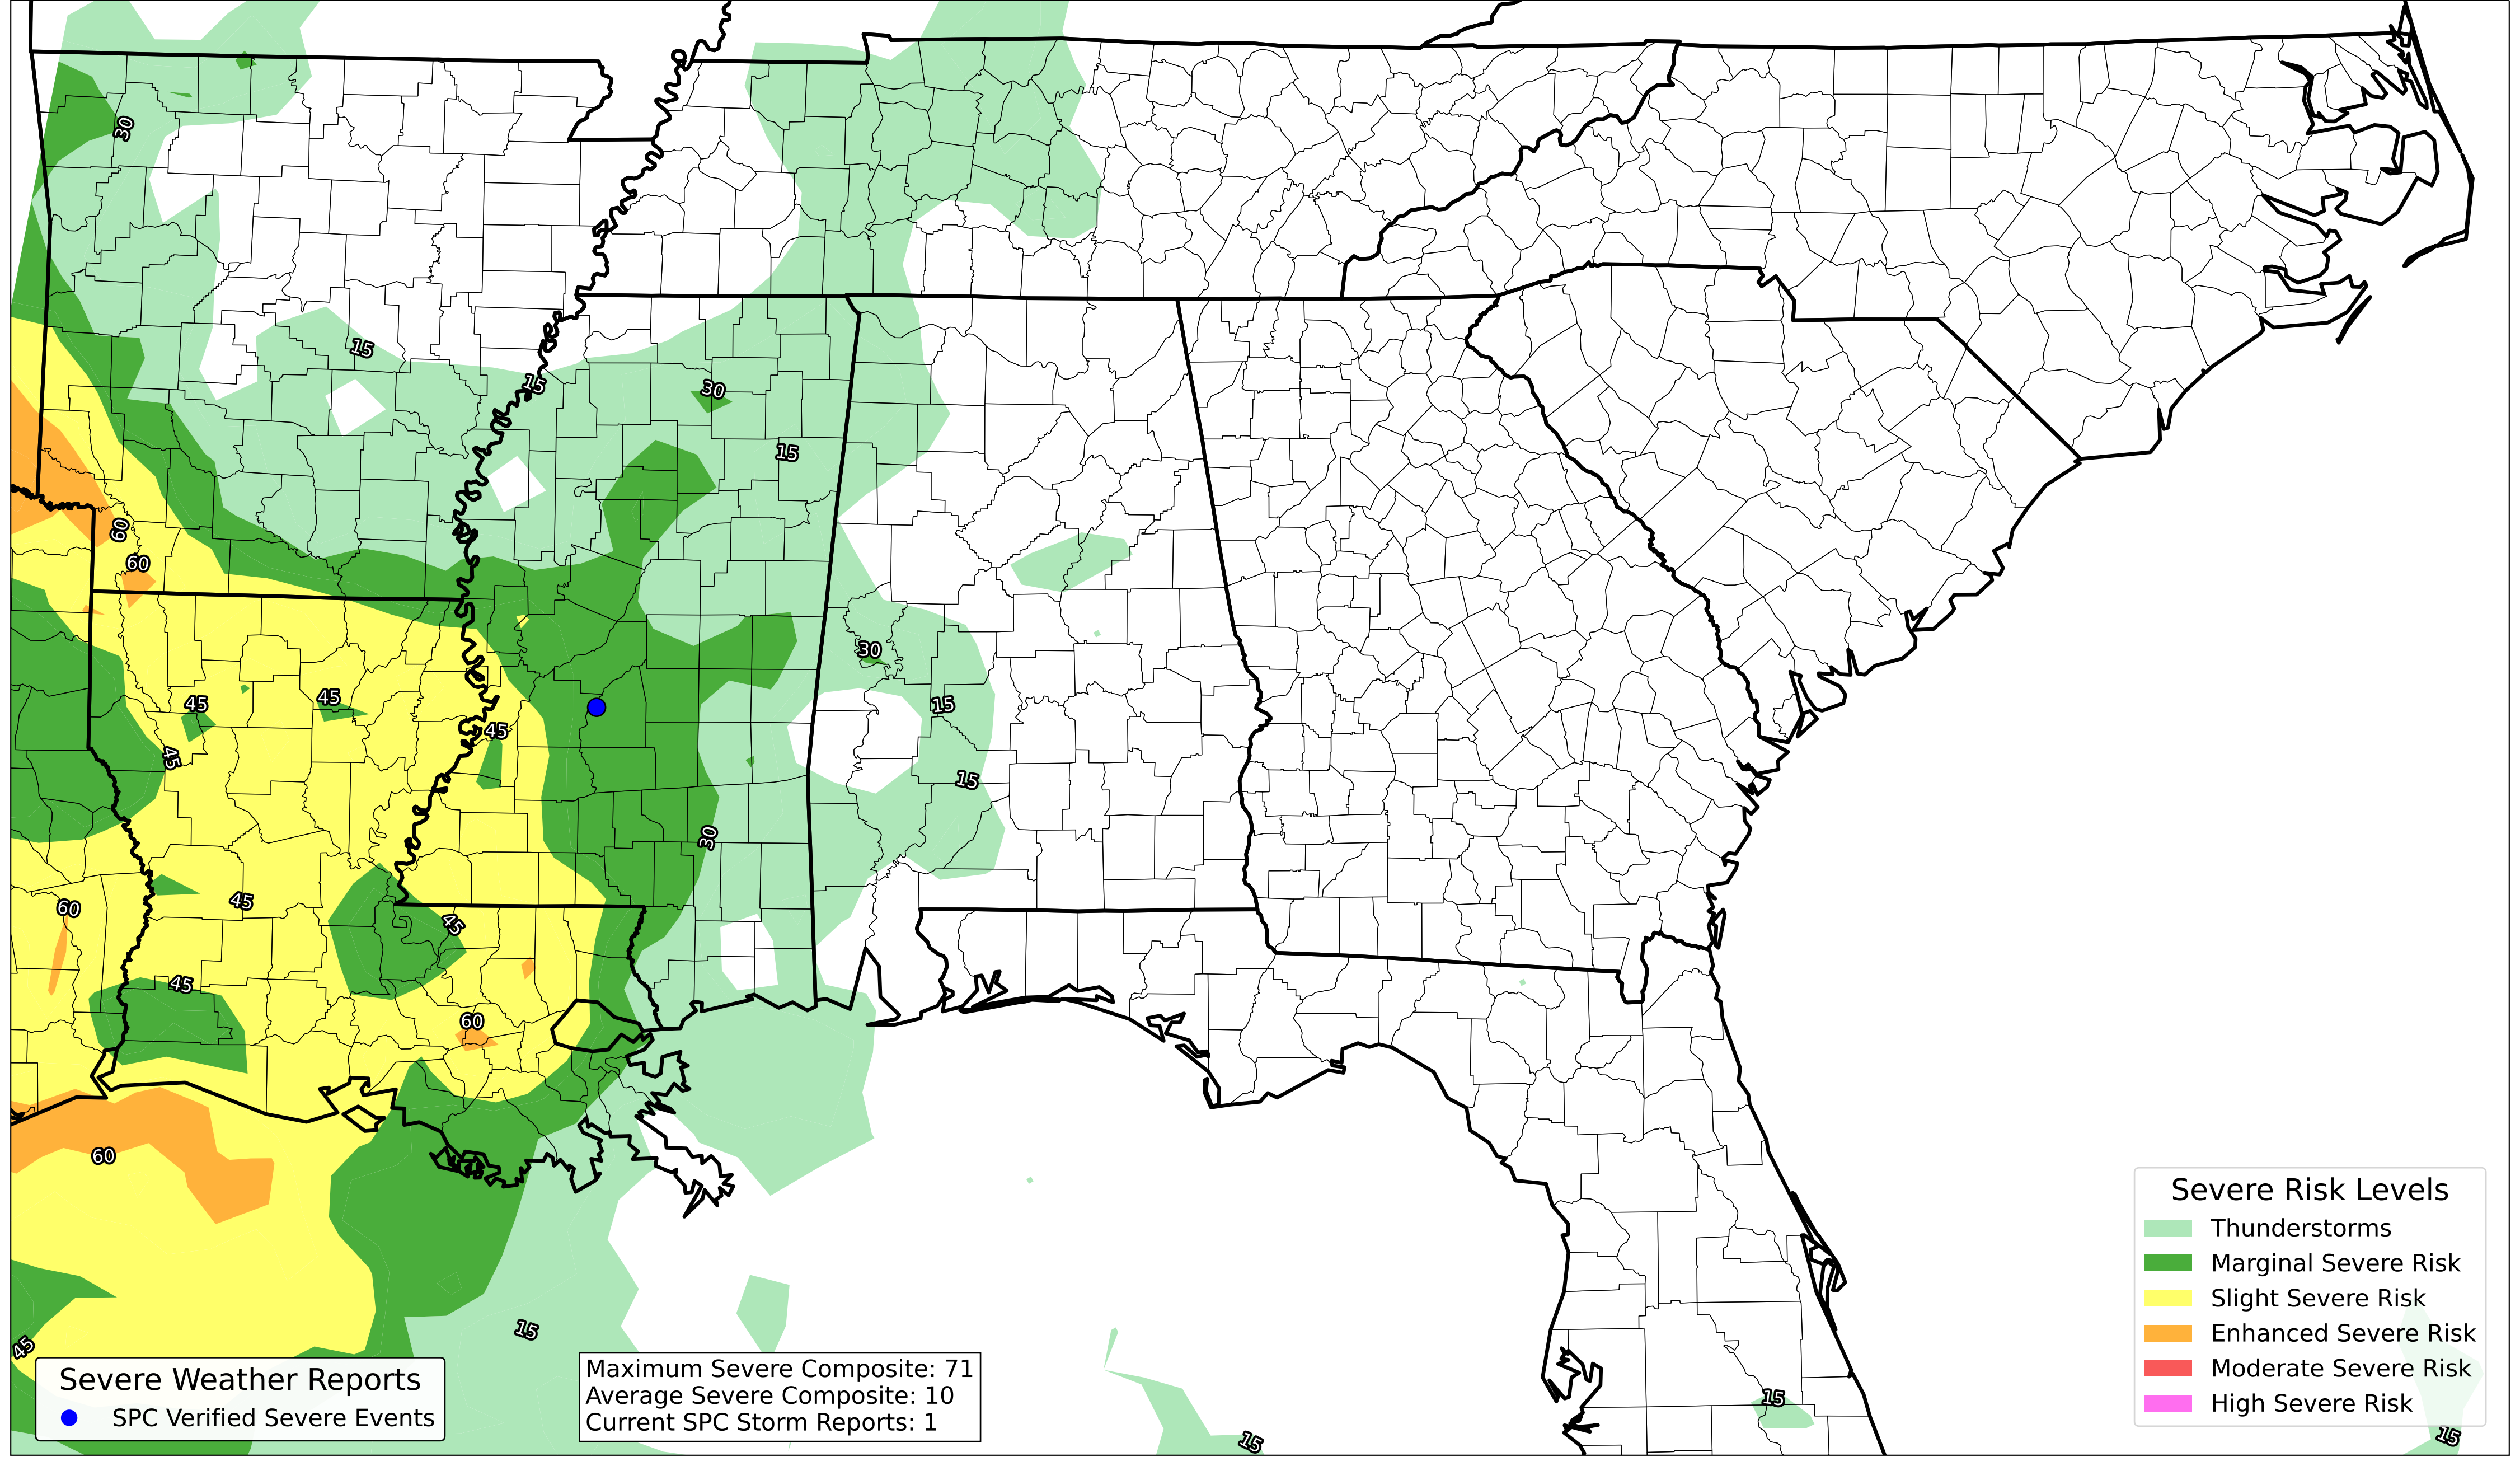 30
15
15
30
15
60
60
30
45
45
15
45
45
15
30
60
45
45
45
60
60
15
45
15
15
15
Severe Weather Reports
SPC Verified Severe Events
Maximum Severe Composite: 71
Average Severe Composite: 10
Current SPC Storm Reports: 1
Severe Risk Levels
Thunderstorms
Marginal Severe Risk
Slight Severe Risk
Enhanced Severe Risk
Moderate Severe Risk
High Severe Risk